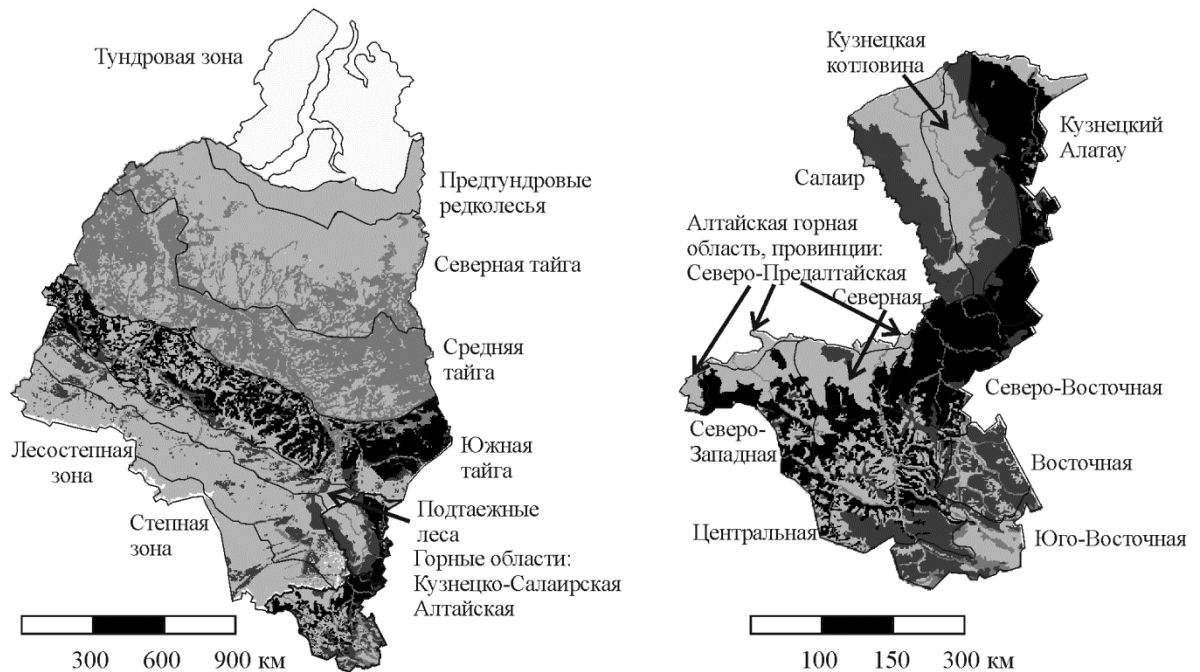 Тундровая зона
Предтундровые
редколесья
Северная тайга
Средняя
тайга
Лесостепная
зона
Южная
тайга
Степная
зона
Подтаежные
леса
Горные области:
Кузнецко-Салаирская
Алтайская
300 600 900 км
Кузнецкая
котловина
Кузнецкий
Алатау
Салаир
Алтайская горная
область, провинции:
Северо-Предалтайская
Северная
Северо-Восточная
Северо-
Западная
Восточная
Центральная
Юго-Восточная
100 150 300 км